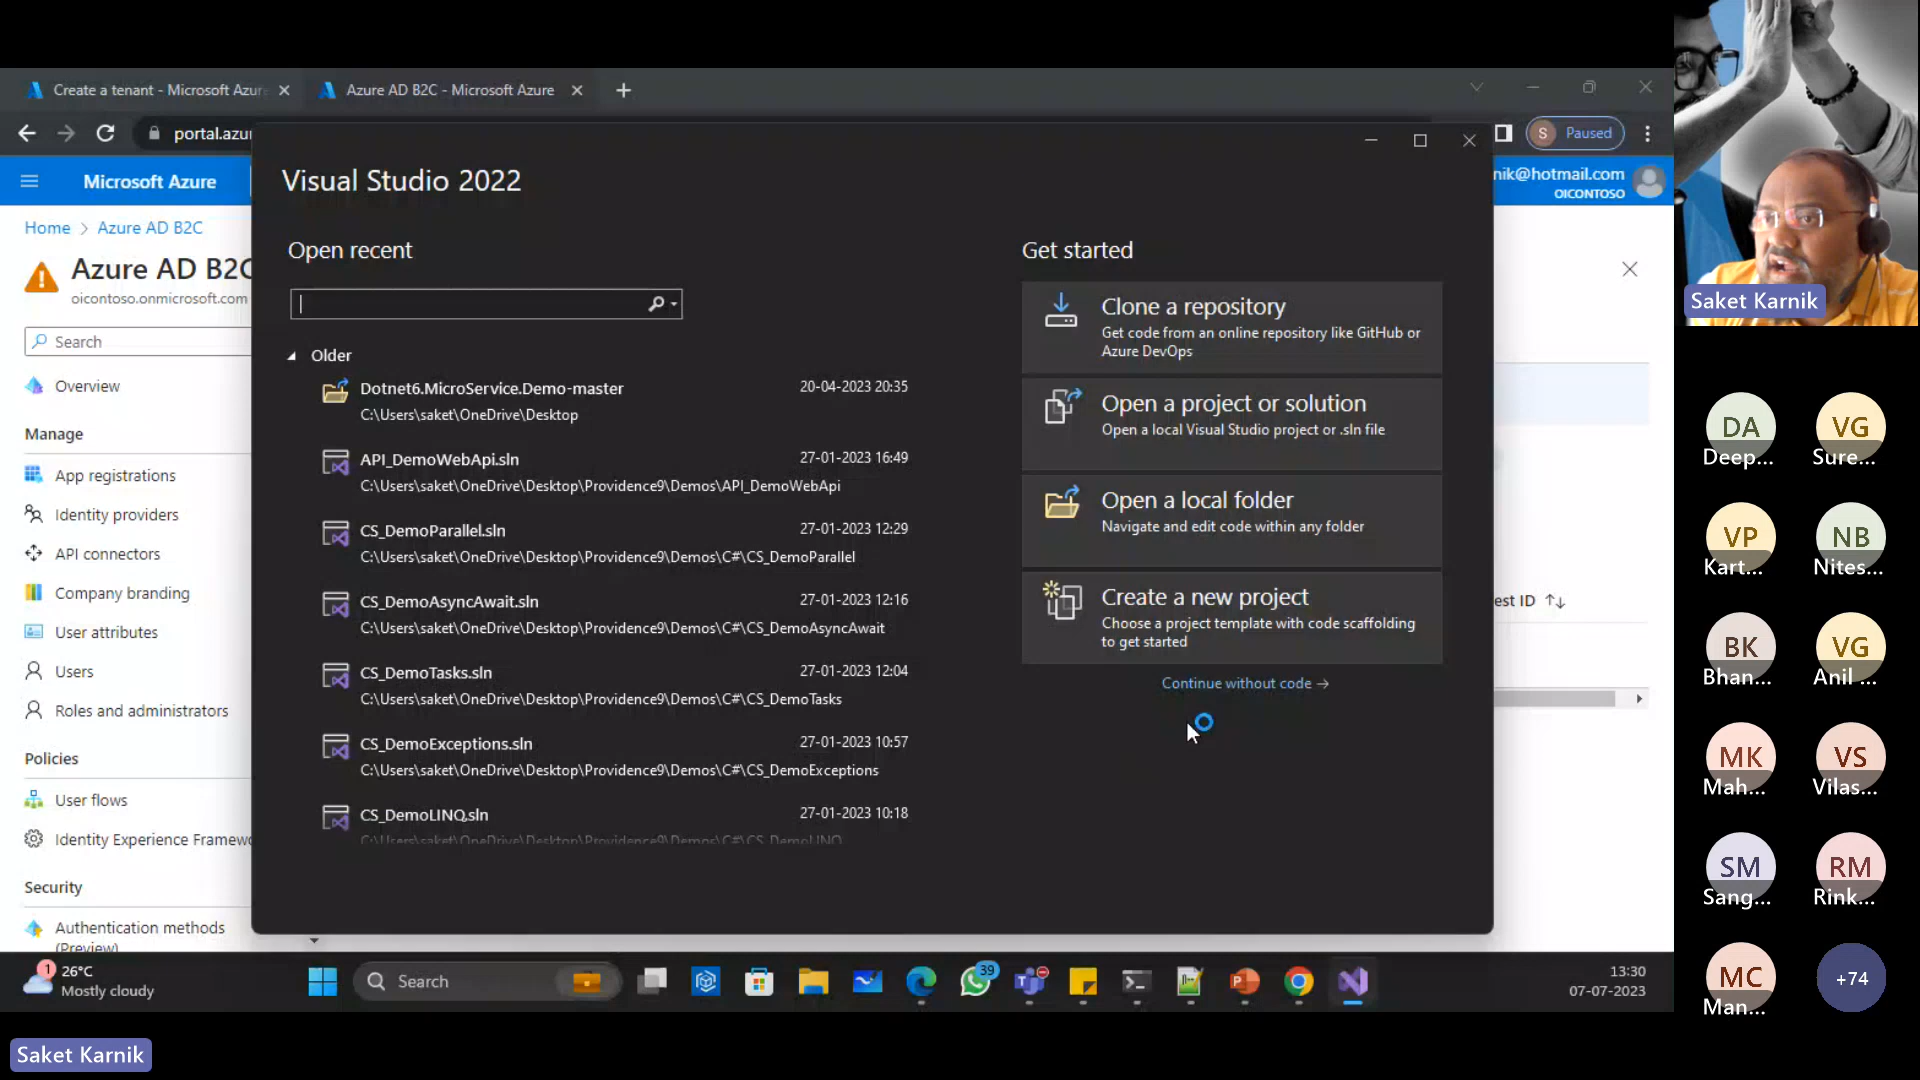 Create a tenant - Microsoft Azur
Azure AD B2C - Microsoft Azure
portal.azur
S
Paused
Microsoft Azure
nik@hotmail.com
OICONTOSO
Home > Azure AD B2C
Azure AD B2C
oicontoso.onmicrosoft.com
Search
Overview
Manage
App registrations
Identity providers
API connectors
Company branding
User attributes
Users
Roles and administrators
Policies
User flows
Identity Experience Framewo
Security
Authentication methods
(Preview)
Visual Studio 2022
Open recent
Older
Dotnet6.MicroService.Demo-master
20-04-2023 20:35
C:\Users\saket\OneDrive\Desktop
API_DemoWebApi.sln
27-01-2023 16:49
C:\Users\saket\OneDrive\Desktop\Providence9\Demos\API_DemoWebApi
CS_DemoParallel.sln
27-01-2023 12:29
C:\Users\saket\OneDrive\Desktop\Providence9\Demos\C#\CS_DemoParallel
CS_DemoAsyncAwait.sln
27-01-2023 12:16
C:\Users\saket\OneDrive\Desktop\Providence9\Demos\C#\CS_DemoAsyncAwait
CS_DemoTasks.sln
27-01-2023 12:04
C:\Users\saket\OneDrive\Desktop\Providence9\Demos\C#\CS_DemoTasks
CS_DemoExceptions.sln
27-01-2023 10:57
C:\Users\saket\OneDrive\Desktop\Providence9\Demos\C#\CS_DemoExceptions
CS_DemoLINQ.sln
27-01-2023 10:18
C:\Users\saket\OneDrive\Desktop\Providence9\Demos\C#\CS_DemoLINQ
Get started
Clone a repository
Get code from an online repository like GitHub or
Azure DevOps
Open a project or solution
Open a local Visual Studio project or .sln file
Open a local folder
Navigate and edit code within any folder
Create a new project
Choose a project template with code scaffolding
to get started
Continue without code →
est ID
1
26°C
Mostly cloudy
Search
39
13:30
07-07-2023
Saket Karnik
Saket Karnik
DA
Deep...
VG
Sure...
VP
Kart...
NB
Nites...
BK
Bhan...
VG
Anil ...
MK
Mah...
VS
Vilas...
SM
Sang...
RM
Rink...
MC
Man...
+74